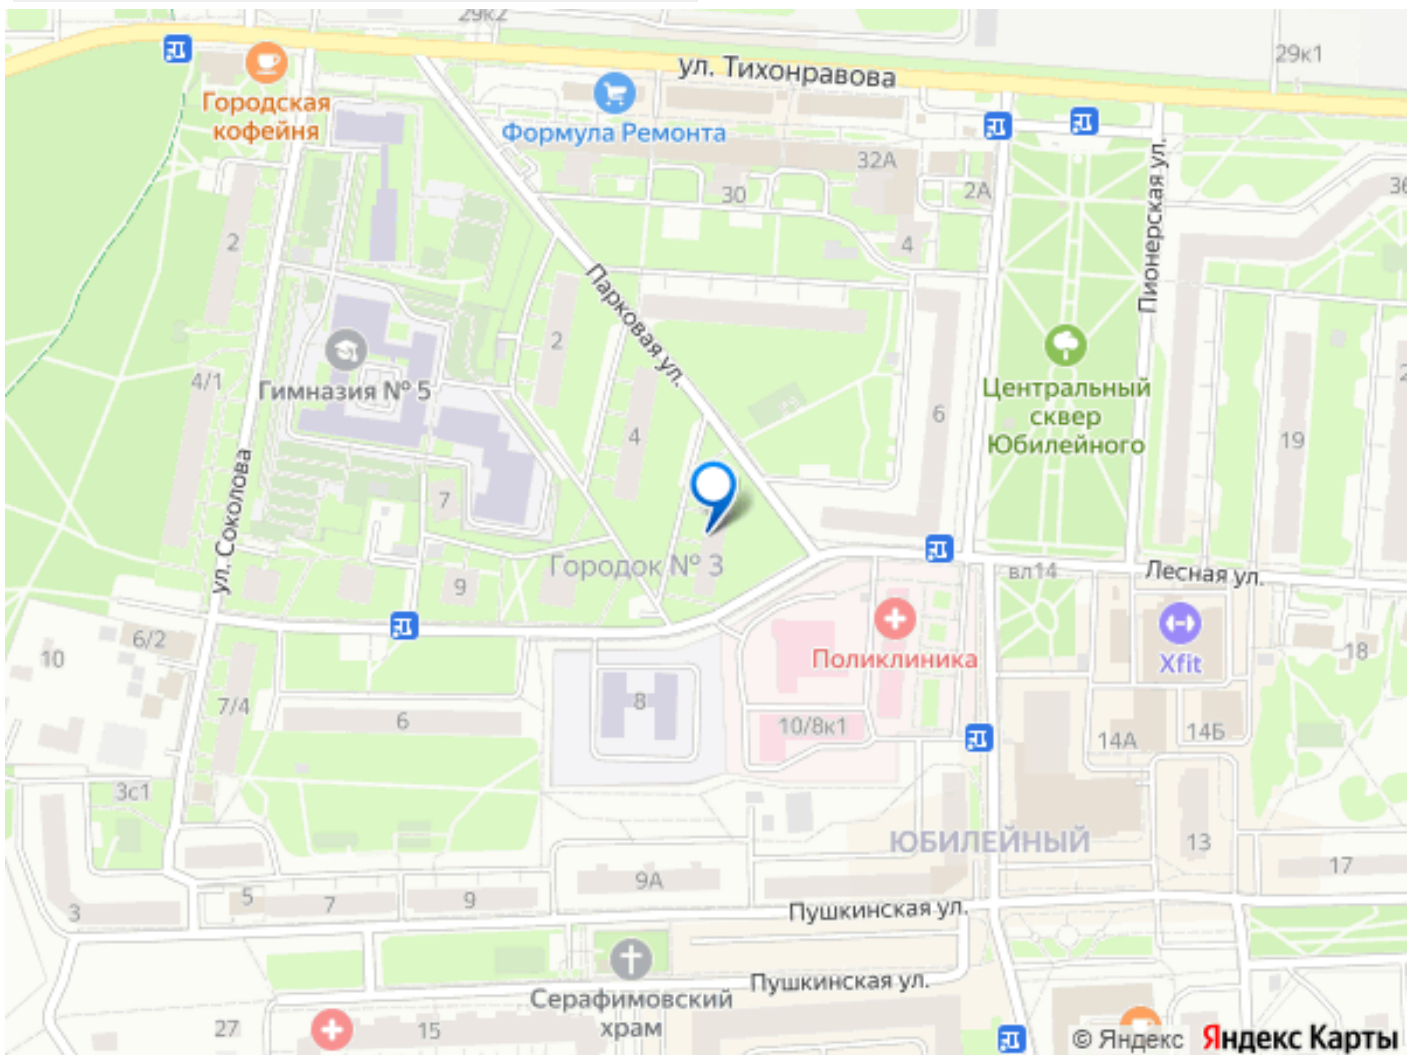 29к2
29к1
ул. Тихонравова
Городская
кофейня
Формула Ремонта
32А
30
2А
4
2
Парковая ул.
Пионерская ул.
2
Гимназия № 5
4/1
4
6
Центральный
сквер
Юбилейного
19
ул. Соколова
7
9
Городок № 3
вл14
Лесная ул.
6/2
10
7/4
6
8
Поликлиника
10/8к1
Xfit
18
14А
14Б
3с1
ЮБИЛЕЙНЫЙ
13
17
9А
3
5
7
9
Пушкинская ул.
Пушкинская ул.
Серафимовский
храм
27
15
© Яндекс Яндекс Карты